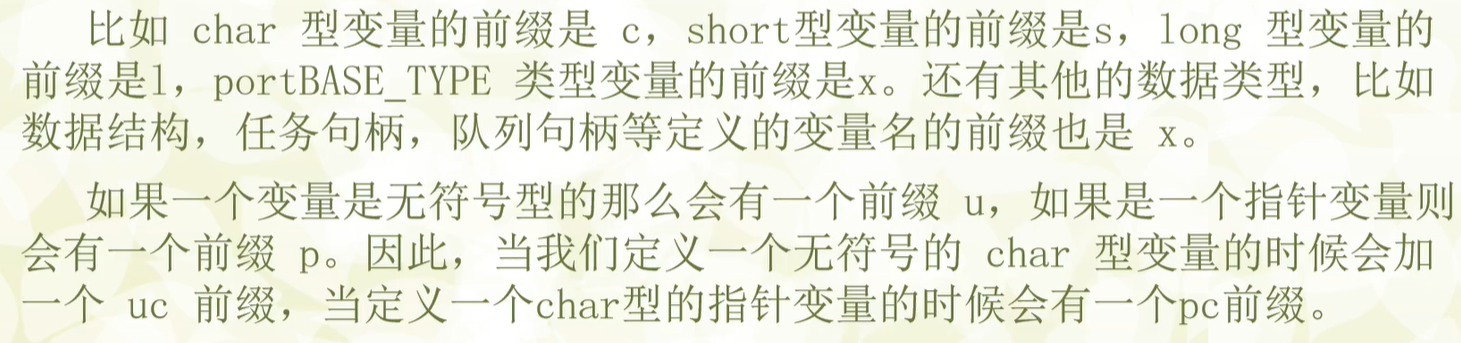 比如 char 型变量的前缀是 c，short型变量的前缀是s，long 型变量的
前缀是l，portBASE_TYPE 类型变量的前缀是x。还有其他的数据类型，比如
数据结构，任务句柄，队列句柄等定义的变量名的前缀也是 x。
如果一个变量是无符号型的那么会有一个前缀 u，如果是一个指针变量则
会有一个前缀 p。因此，当我们定义一个无符号的 char 型变量的时候会加
一个 uc 前缀，当定义一个char型的指针变量的时候会有一个pc前缀。